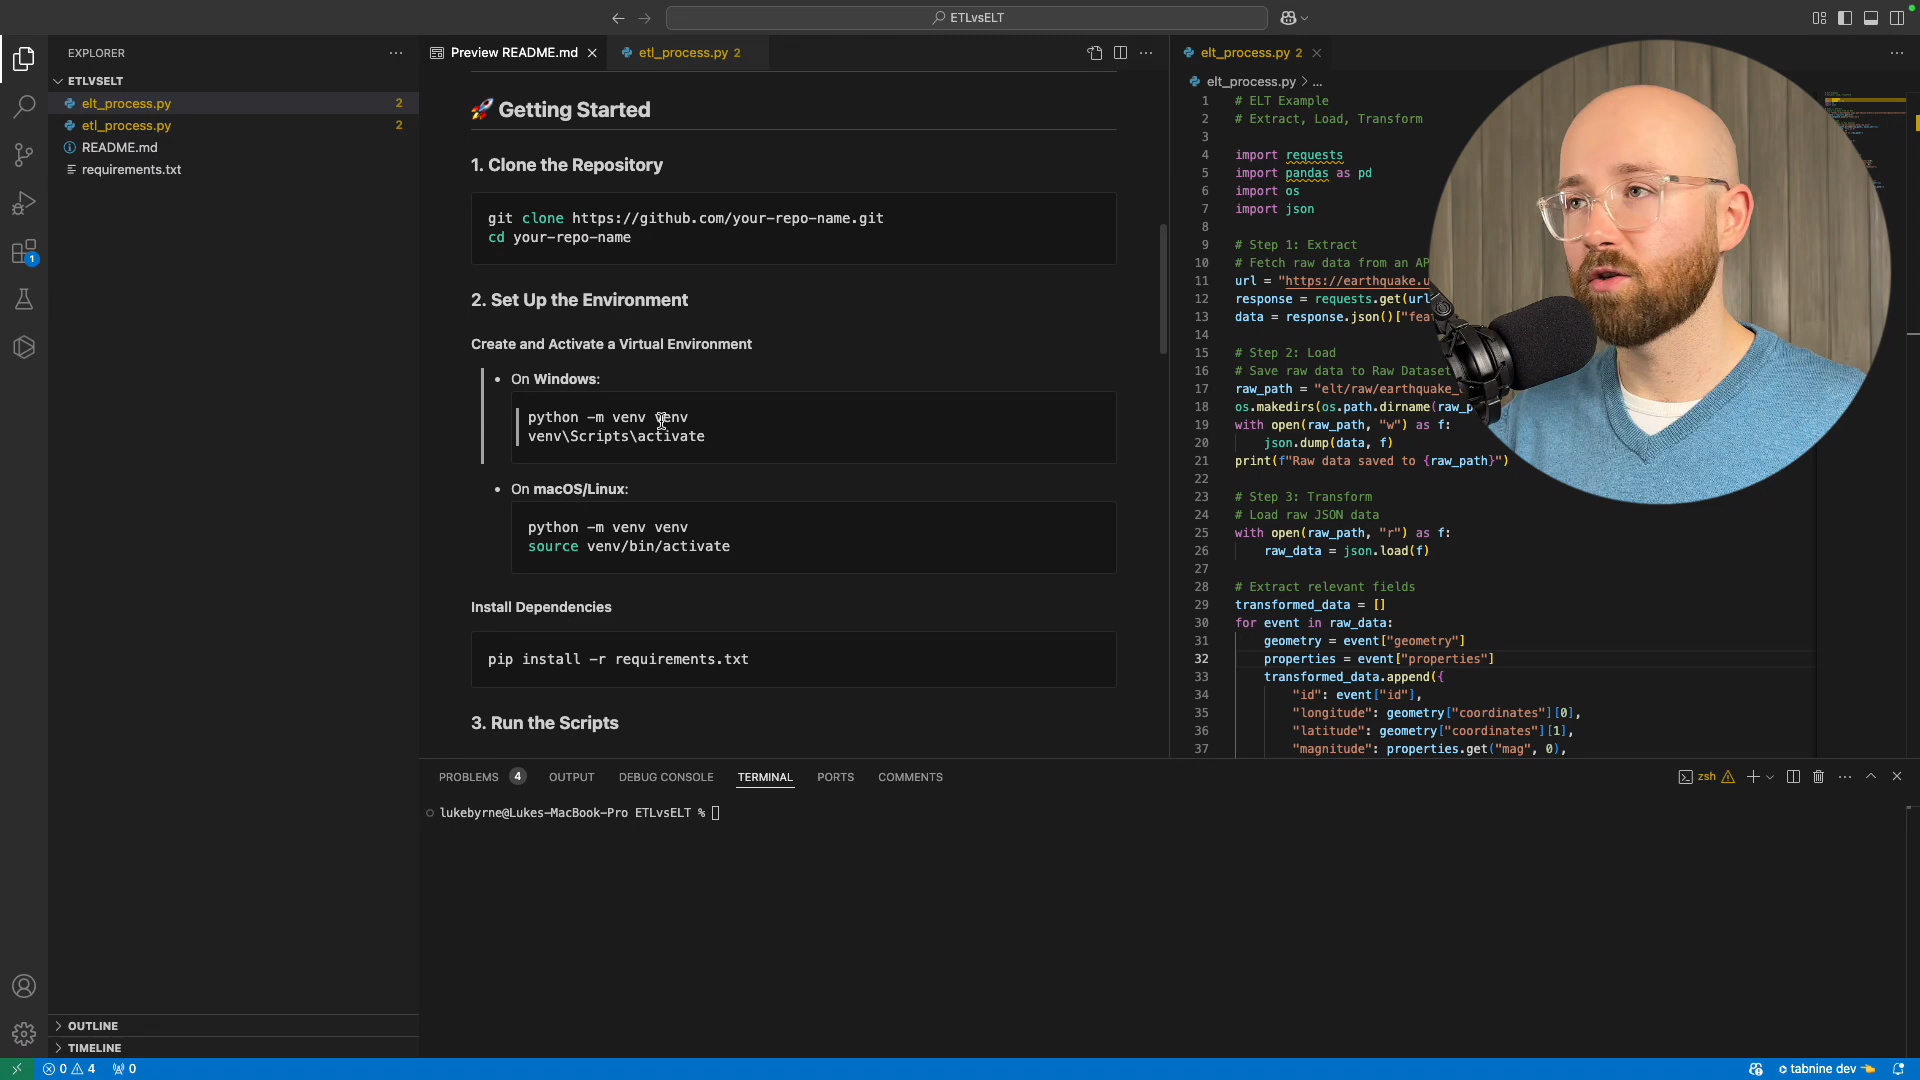 ETLvsELT
EXPLORER
ETLVSELT
elt_process.py 2
etl_process.py 2
README.md
requirements.txt
OUTLINE
TIMELINE
Preview README.md
etl_process.py 2
🚀 Getting Started
1. Clone the Repository
git clone https://github.com/your-repo-name.git
cd your-repo-name
2. Set Up the Environment
Create and Activate a Virtual Environment
• On Windows:
python -m venv venv
venv\Scripts\activate
• On macOS/Linux:
python -m venv venv
source venv/bin/activate
Install Dependencies
pip install -r requirements.txt
3. Run the Scripts
elt_process.py 2
elt_process.py > ...
1 # ELT Example
2 # Extract, Load, Transform
3
4 import requests
5 import pandas as pd
6 import os
7 import json
8
9 # Step 1: Extract
10 # Fetch raw data from an AP
11 url = "https://earthquake.u
12 response = requests.get(url
13 data = response.json()["fea
14
15 # Step 2: Load
16 # Save raw data to Raw Dataset
17 raw_path = "elt/raw/earthquake_
18 os.makedirs(os.path.dirname(raw_p
19 with open(raw_path, "w") as f:
20 json.dump(data, f)
21 print(f"Raw data saved to {raw_path}")
22
23 # Step 3: Transform
24 # Load raw JSON data
25 with open(raw_path, "r") as f:
26 raw_data = json.load(f)
27
28 # Extract relevant fields
29 transformed_data = []
30 for event in raw_data:
31 geometry = event["geometry"]
32 properties = event["properties"]
33 transformed_data.append({
34 "id": event["id"],
35 "longitude": geometry["coordinates"][0],
36 "latitude": geometry["coordinates"][1],
37 "magnitude": properties.get("mag", 0),
PROBLEMS 4 OUTPUT DEBUG CONSOLE TERMINAL PORTS COMMENTS
zsh
lukebyrne@Lukes-MacBook-Pro ETLvsELT %
1
0 4 0
tabnine dev 👈